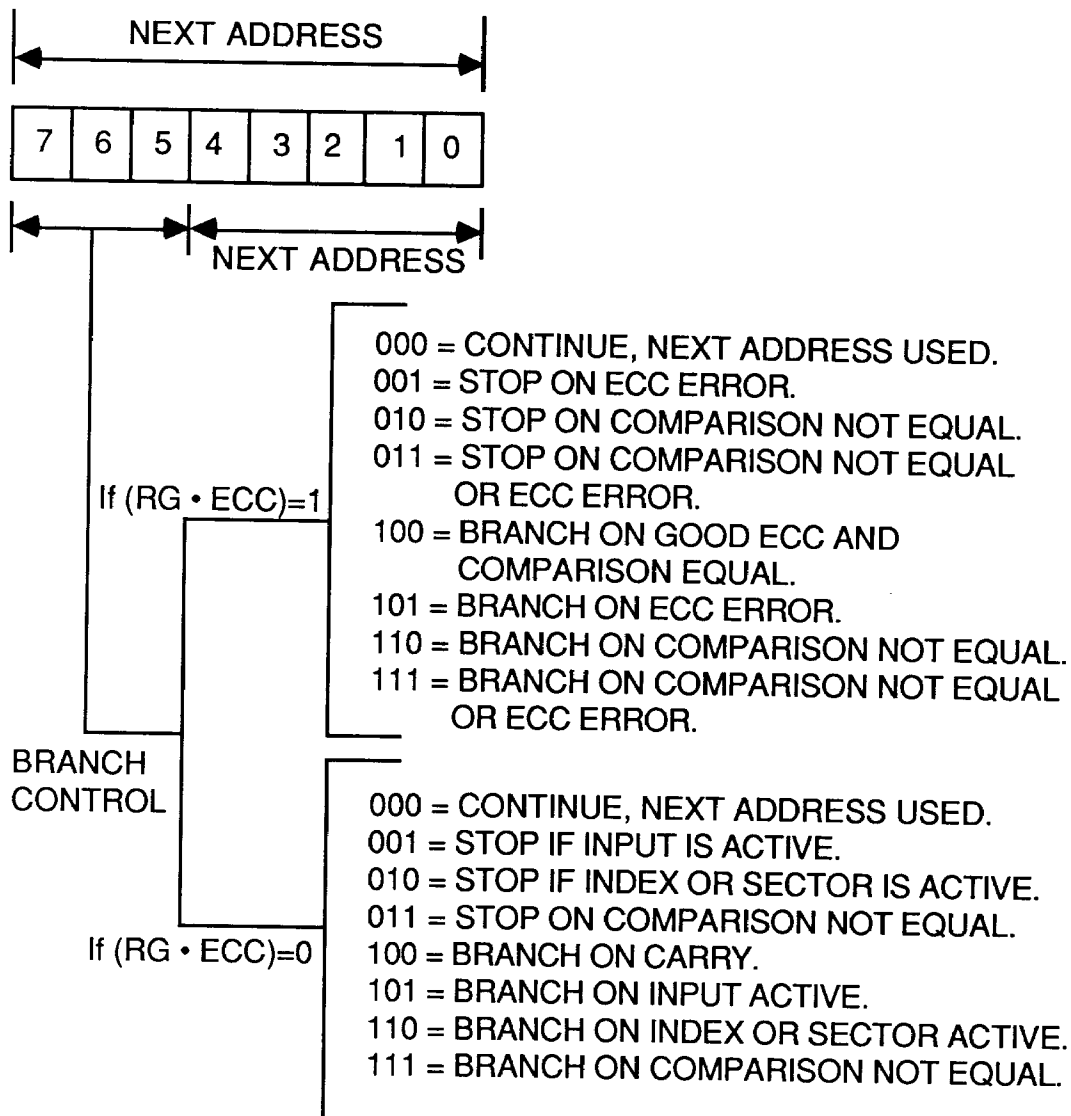 NEXT ADDRESS
7 6 5 4 3 2 1 0
NEXT ADDRESS
000 = CONTINUE, NEXT ADDRESS USED.
001 = STOP ON ECC ERROR.
010 = STOP ON COMPARISON NOT EQUAL.
011 = STOP ON COMPARISON NOT EQUAL
OR ECC ERROR.
If (RG • ECC)=1
100 = BRANCH ON GOOD ECC AND
COMPARISON EQUAL.
101 = BRANCH ON ECC ERROR.
110 = BRANCH ON COMPARISON NOT EQUAL.
111 = BRANCH ON COMPARISON NOT EQUAL
OR ECC ERROR.
BRANCH
CONTROL
000 = CONTINUE, NEXT ADDRESS USED.
001 = STOP IF INPUT IS ACTIVE.
010 = STOP IF INDEX OR SECTOR IS ACTIVE.
011 = STOP ON COMPARISON NOT EQUAL.
If (RG • ECC)=0
100 = BRANCH ON CARRY.
101 = BRANCH ON INPUT ACTIVE.
110 = BRANCH ON INDEX OR SECTOR ACTIVE.
111 = BRANCH ON COMPARISON NOT EQUAL.